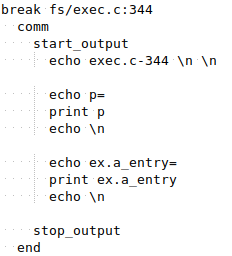 break fs/exec.c:344
comm
start_output
echo exec.c-344 \n \n
echo p=
print p
echo \n
echo ex.a_entry=
print ex.a_entry
echo \n
stop_output
end